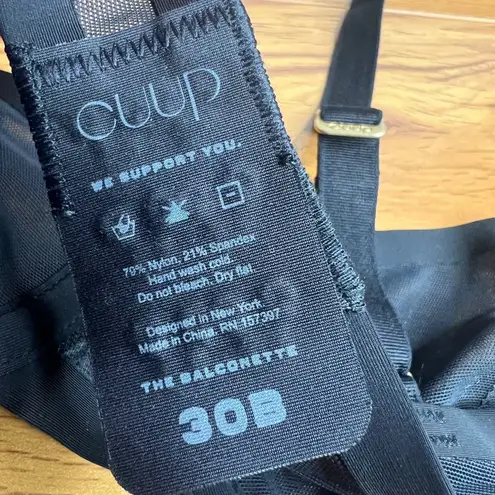 cuup
WE SUPPORT YOU.
79% Nylon, 21% Spandex
Hand wash cold.
Do not bleach. Dry flat.
Designed in New York
Made in China. RN 157397
THE BALCONETTE
30B